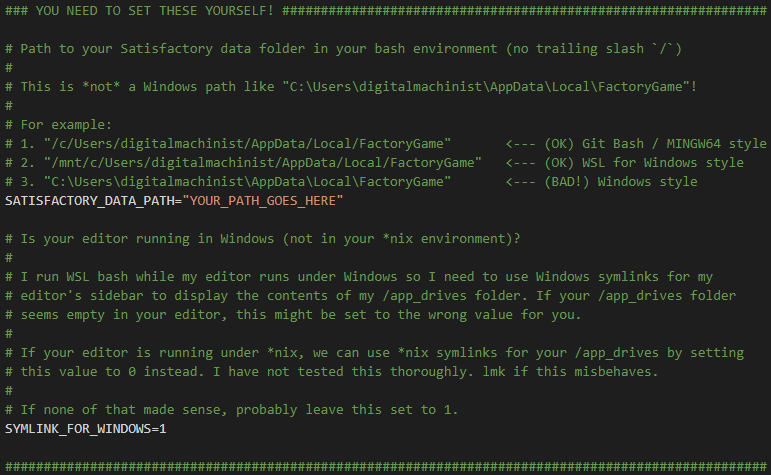 ### YOU NEED TO SET THESE YOURSELF! ###############################################################
# Path to your Satisfactory data folder in your bash environment (no trailing slash `/`)
#
# This is *not* a Windows path like "C:\Users\digitalmachinist\AppData\Local\FactoryGame"!
#
# For example:
# 1. "/c/Users/digitalmachinist/AppData/Local/FactoryGame"       <--- (OK) Git Bash / MINGW64 style
# 2. "/mnt/c/Users/digitalmachinist/AppData/Local/FactoryGame"   <--- (OK) WSL for Windows style
# 3. "C:\Users\digitalmachinist\AppData\Local\FactoryGame"       <--- (BAD!) Windows style
SATISFACTORY_DATA_PATH="YOUR_PATH_GOES_HERE"
# Is your editor running in Windows (not in your *nix environment)?
#
# I run WSL bash while my editor runs under Windows so I need to use Windows symlinks for my
# editor's sidebar to display the contents of my /app_drives folder. If your /app_drives folder
# seems empty in your editor, this might be set to the wrong value for you.
#
# If your editor is running under *nix, we can use *nix symlinks for your /app_drives by setting
# this value to 0 instead. I have not tested this thoroughly. lmk if this misbehaves.
#
# If none of that made sense, probably leave this set to 1.
SYMLINK_FOR_WINDOWS=1
###################################################################################################